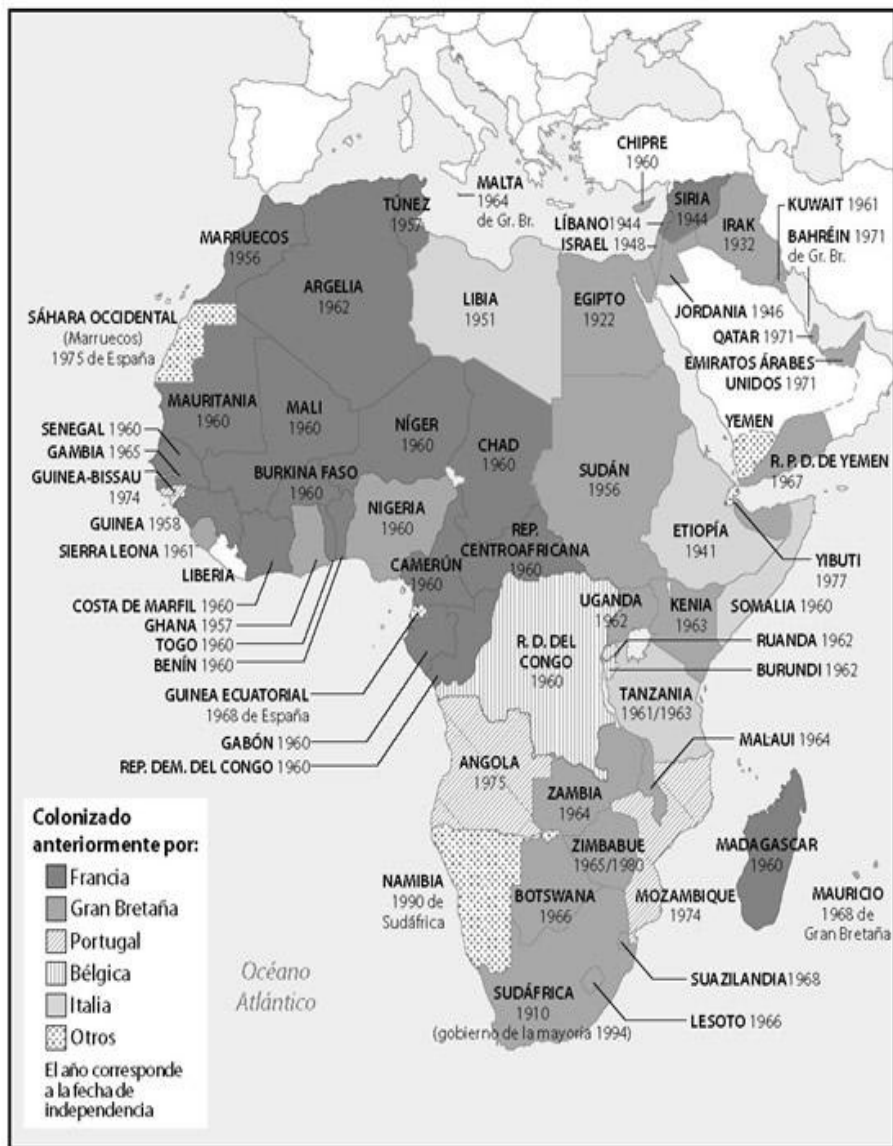 CHIPRE
1960
MALTA
1964
de Gr. Br.
TÚNEZ
1957
SIRIA
1944
LÍBANO 1944
ISRAEL 1948
IRAK
1932
KUWAIT 1961
BAHRÉIN 1971
de Gr. Br.
MARRUECOS
1956
ARGELIA
1962
LIBIA
1951
EGIPTO
1922
JORDANIA 1946
QATAR 1971
EMIRATOS ÁRABES
UNIDOS 1971
SÁHARA OCCIDENTAL
(Marruecos)
1975 de España
MAURITANIA
1960
MALI
1960
NÍGER
1960
CHAD
1960
SUDÁN
1956
YEMEN
R. P. D. DE YEMEN
1967
SENEGAL 1960
GAMBIA 1965
GUINEA-BISSAU
1974
GUINEA 1958
SIERRA LEONA 1961
LIBERIA
BURKINA FASO
1960
NIGERIA
1960
CAMERÚN
1960
REP.
CENTROAFRICANA
1960
ETIOPÍA
1941
YIBUTI
1977
COSTA DE MARFIL 1960
GHANA 1957
TOGO 1960
BENÍN 1960
UGANDA
1962
KENIA
1963
SOMALIA 1960
R. D. DEL
CONGO
1960
RUANDA 1962
BURUNDI 1962
GUINEA ECUATORIAL
1968 de España
GABÓN 1960
REP. DEM. DEL CONGO 1960
TANZANIA
1961/1963
ANGOLA
1975
MALAUI 1964
ZAMBIA
1964
ZIMBABUE
1965/1980
MADAGASCAR
1960
MAURICIO
1968 de
Gran Bretaña
NAMIBIA
1990 de
Sudáfrica
BOTSWANA
1966
MOZAMBIQUE
1974
SUAZILANDIA 1968
SUDÁFRICA
1910
(gobierno de la mayoría 1994)
LESOTO 1966
Océano
Atlántico
Colonizado
anteriormente por:
Francia
Gran Bretaña
Portugal
Bélgica
Italia
Otros
El año corresponde
a la fecha de
independencia